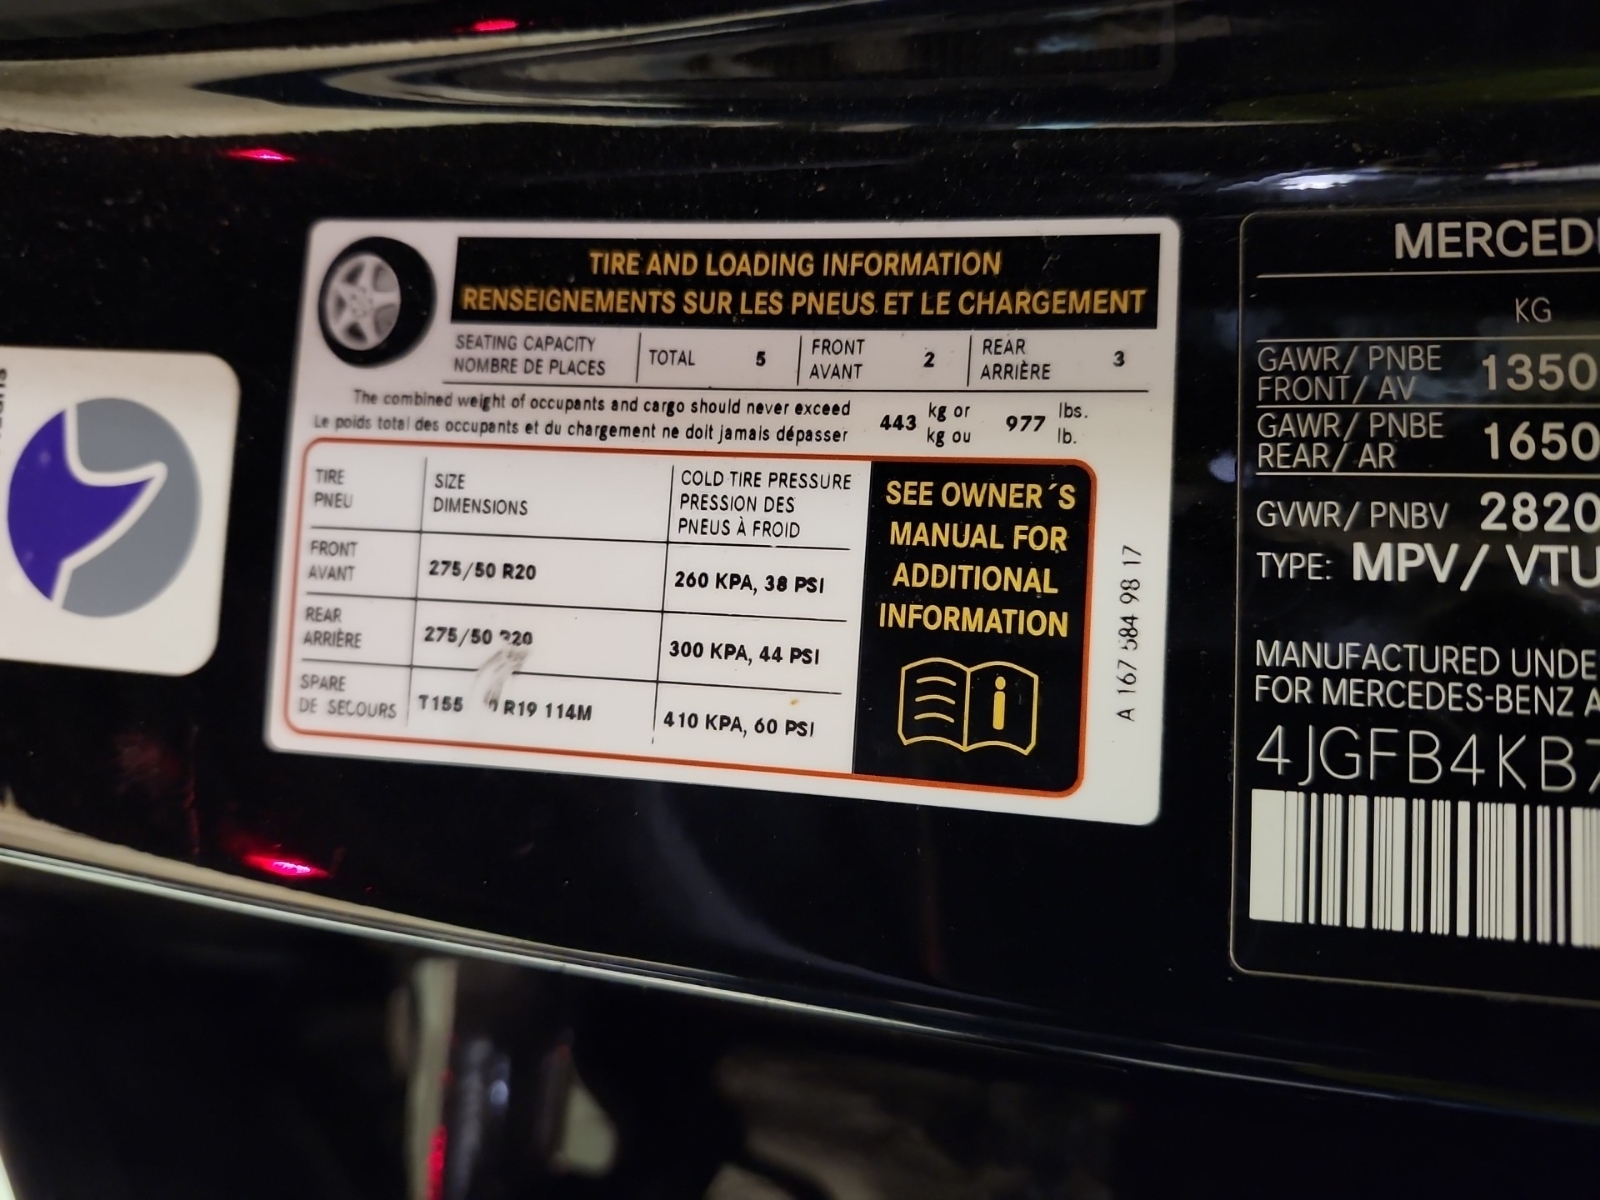 TIRE AND LOADING INFORMATION
RENSEIGNEMENTS SUR LES PNEUS ET LE CHARGEMENT
SEATING CAPACITY
NOMBRE DE PLACES
TOTAL 5
FRONT
AVANT
2
REAR
ARRIÈRE
3
The combined weight of occupants and cargo should never exceed
Le poids total des occupants et du chargement ne doit jamais dépasser
443 kg or
kg ou
977 lbs.
lb.
TIRE
PNEU
SIZE
DIMENSIONS
COLD TIRE PRESSURE
PRESSION DES
PNEUS À FROID
FRONT
AVANT
275/50 R20
260 KPA, 38 PSI
REAR
ARRIÈRE
275/50 R20
300 KPA, 44 PSI
SPARE
DE SECOURS
T155 R19 114M
410 KPA, 60 PSI
SEE OWNER´S
MANUAL FOR
ADDITIONAL
INFORMATION
i
A 167 584 98 17
MERCED
KG
GAWR/ PNBE
FRONT/ AV
1350
GAWR/ PNBE
REAR/ AR
1650
GVWR/ PNBV 2820
TYPE: MPV/ VTU
MANUFACTURED UNDE
FOR MERCEDES-BENZ A
4JGFB4KB7